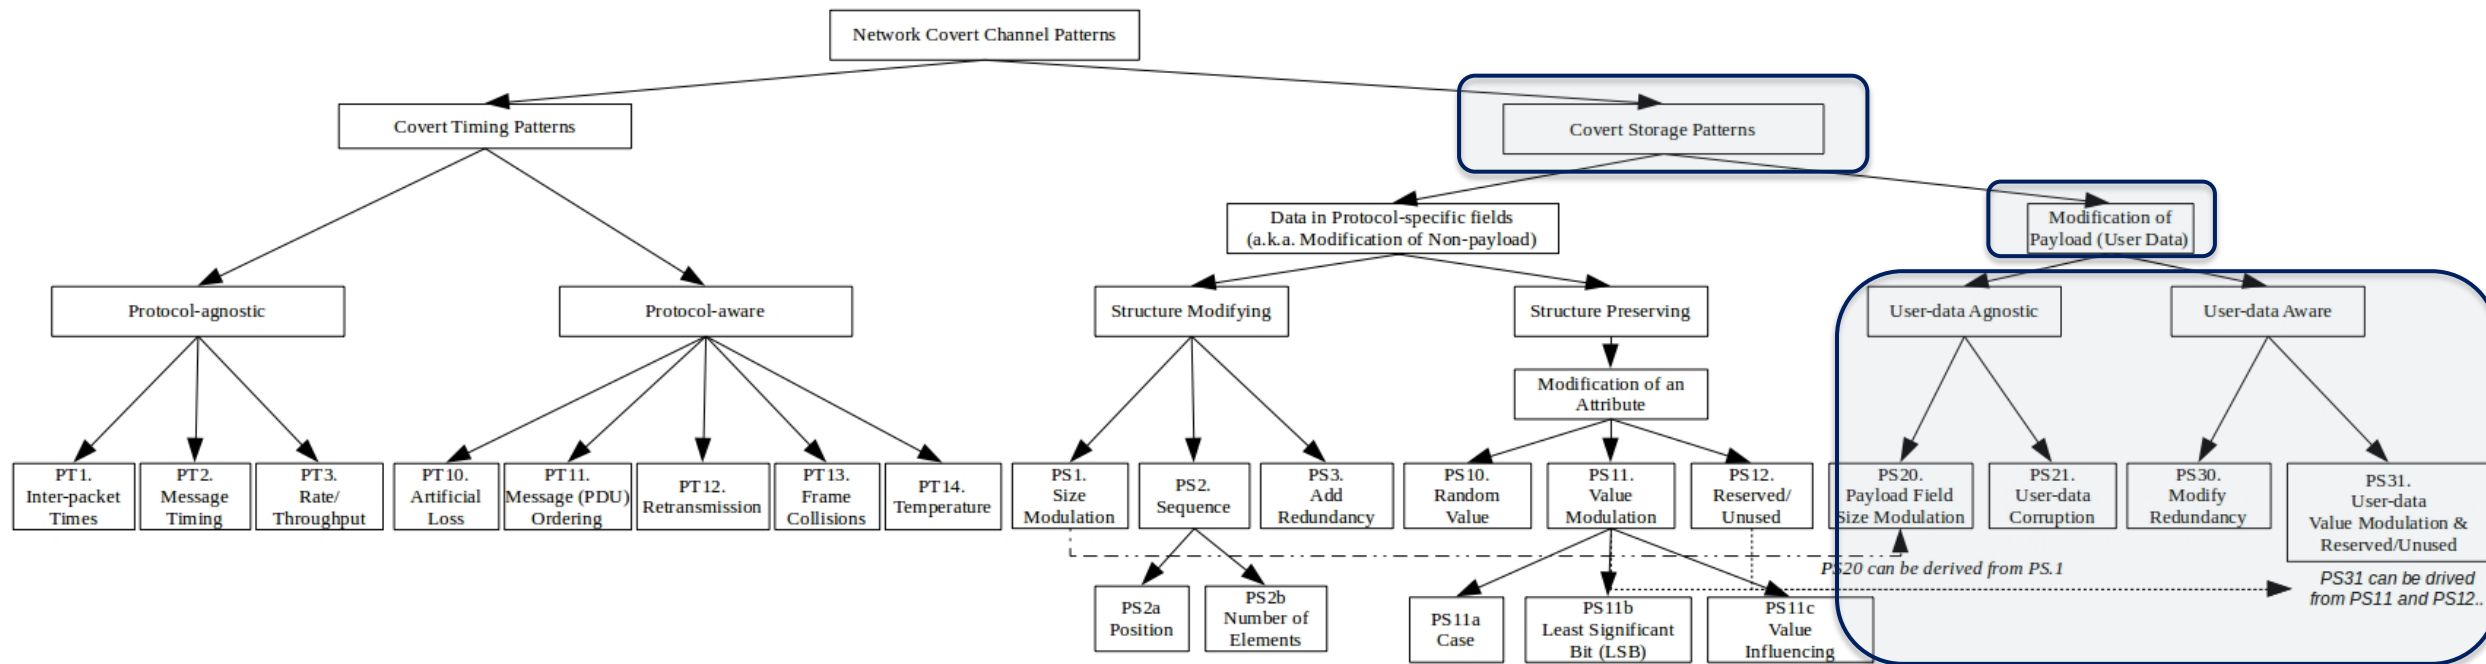 Network Covert Channel Patterns
Covert Timing Patterns
Covert Storage Patterns
Data in Protocol-specific fields
(a.k.a. Modification of Non-payload)
Modification of
Payload (User Data)
Protocol-agnostic
Protocol-aware
Structure Modifying
Structure Preserving
User-data Agnostic
User-data Aware
Modification of an
Attribute
PT1.
Inter-packet
Times
PT2.
Message
Timing
PT3.
Rate/
Throughput
PT10.
Artificial
Loss
PT11.
Message (PDU)
Ordering
PT12.
Retransmission
PT13.
Frame
Collisions
PT14.
Temperature
PS1.
Size
Modulation
PS2.
Sequence
PS3.
Add
Redundancy
PS10.
Random
Value
PS11.
Value
Modulation
PS12.
Reserved/
Unused
PS20.
Payload Field
Size Modulation
PS21.
User-data
Corruption
PS30.
Modify
Redundancy
PS31.
User-data
Value Modulation &
Reserved/Unused
PS20 can be derived from PS.1
PS31 can be drived
from PS11 and PS12..
PS2a
Position
PS2b
Number of
Elements
PS11a
Case
PS11b
Least Significant
Bit (LSB)
PS11c
Value
Influencing